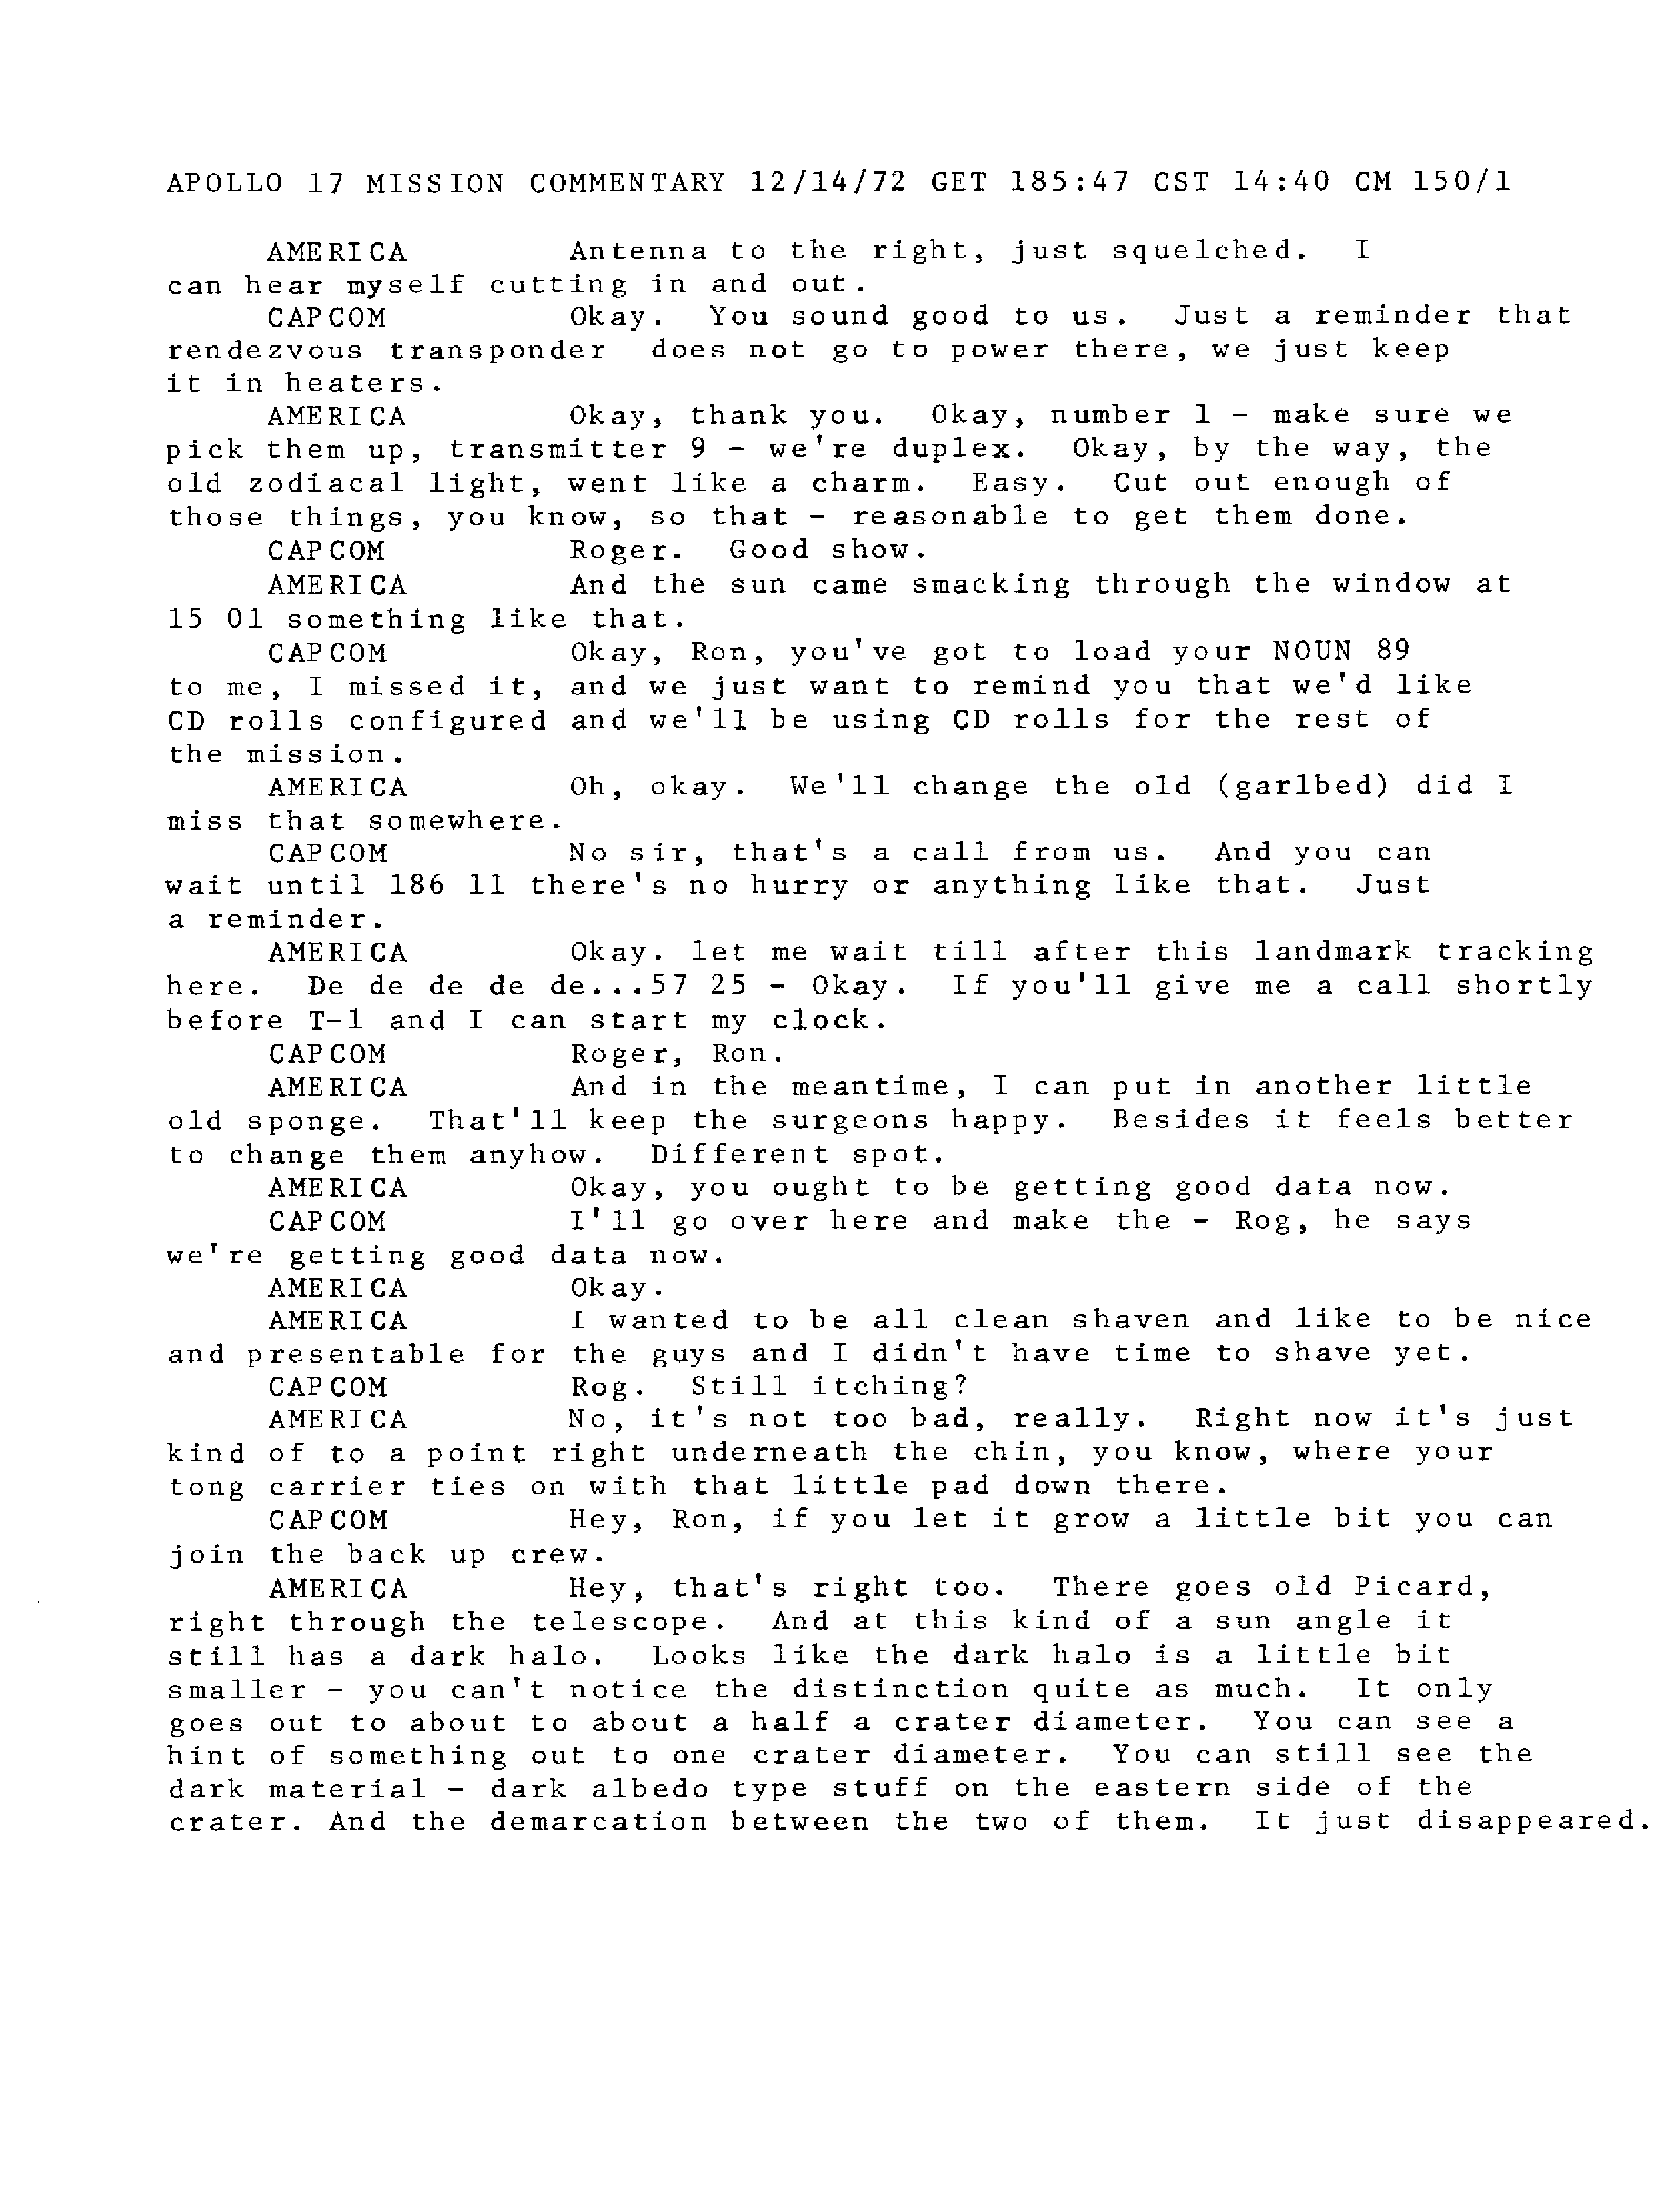 APOLLO 17 MISSION COMMENTARY 12/14/72 GET 185:47 CST 14:40 CM 150/1
AMERICA Antenna to the right, just squelched. I
can hear myself cutting in and out.
CAPCOM Okay. You sound good to us. Just a reminder that
rendezvous transponder does not go to power there, we just keep
it in heaters.
AMERICA Okay, thank you. Okay, number 1 - make sure we
pick them up, transmitter 9 - we're duplex. Okay, by the way, the
old zodiacal light, went like a charm. Easy. Cut out enough of
those things, you know, so that - reasonable to get them done.
CAPCOM Roger. Good show.
AMERICA And the sun came smacking through the window at
15 01 something like that.
CAPCOM Okay, Ron, you've got to load your NOUN 89
to me, I missed it, and we just want to remind you that we'd like
CD rolls configured and we'll be using CD rolls for the rest of
the mission.
AMERICA Oh, okay. We'll change the old (garlbed) did I
miss that somewhere.
CAPCOM No sir, that's a call from us. And you can
wait until 186 11 there's no hurry or anything like that. Just
a reminder.
AMERICA Okay. let me wait till after this landmark tracking
here. De de de de de...57 25 - Okay. If you'll give me a call shortly
before T-1 and I can start my clock.
CAPCOM Roger, Ron.
AMERICA And in the meantime, I can put in another little
old sponge. That'll keep the surgeons happy. Besides it feels better
to change them anyhow. Different spot.
AMERICA Okay, you ought to be getting good data now.
CAPCOM I'll go over here and make the - Rog, he says
we're getting good data now.
AMERICA Okay.
AMERICA I wanted to be all clean shaven and like to be nice
and presentable for the guys and I didn't have time to shave yet.
CAPCOM Rog. Still itching?
AMERICA No, it's not too bad, really. Right now it's just
kind of to a point right underneath the chin, you know, where your
tong carrier ties on with that little pad down there.
CAPCOM Hey, Ron, if you let it grow a little bit you can
join the back up crew.
AMERICA Hey, that's right too. There goes old Picard,
right through the telescope. And at this kind of a sun angle it
still has a dark halo. Looks like the dark halo is a little bit
smaller - you can't notice the distinction quite as much. It only
goes out to about to about a half a crater diameter. You can see a
hint of something out to one crater diameter. You can still see the
dark material - dark albedo type stuff on the eastern side of the
crater. And the demarcation between the two of them. It just disappeared.